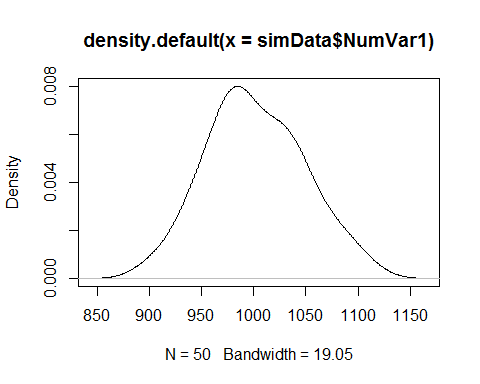 density.default(x = simData$NumVar1)
Density
0.008
0.004
0.000
850 900 950 1000 1050 1100 1150
N = 50 Bandwidth = 19.05